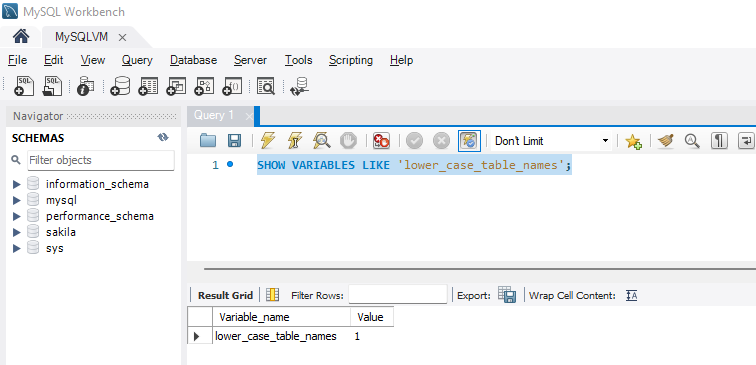 MySQL Workbench
MySQLVM
File Edit View Query Database Server Tools Scripting Help
Navigator
SCHEMAS
Filter objects
information_schema
mysql
performance_schema
sakila
sys
Query 1
Don't Limit
1 SHOW VARIABLES LIKE 'lower_case_table_names';
Result Grid Filter Rows: Export: Wrap Cell Content:
Variable_name Value
lower_case_table_names 1